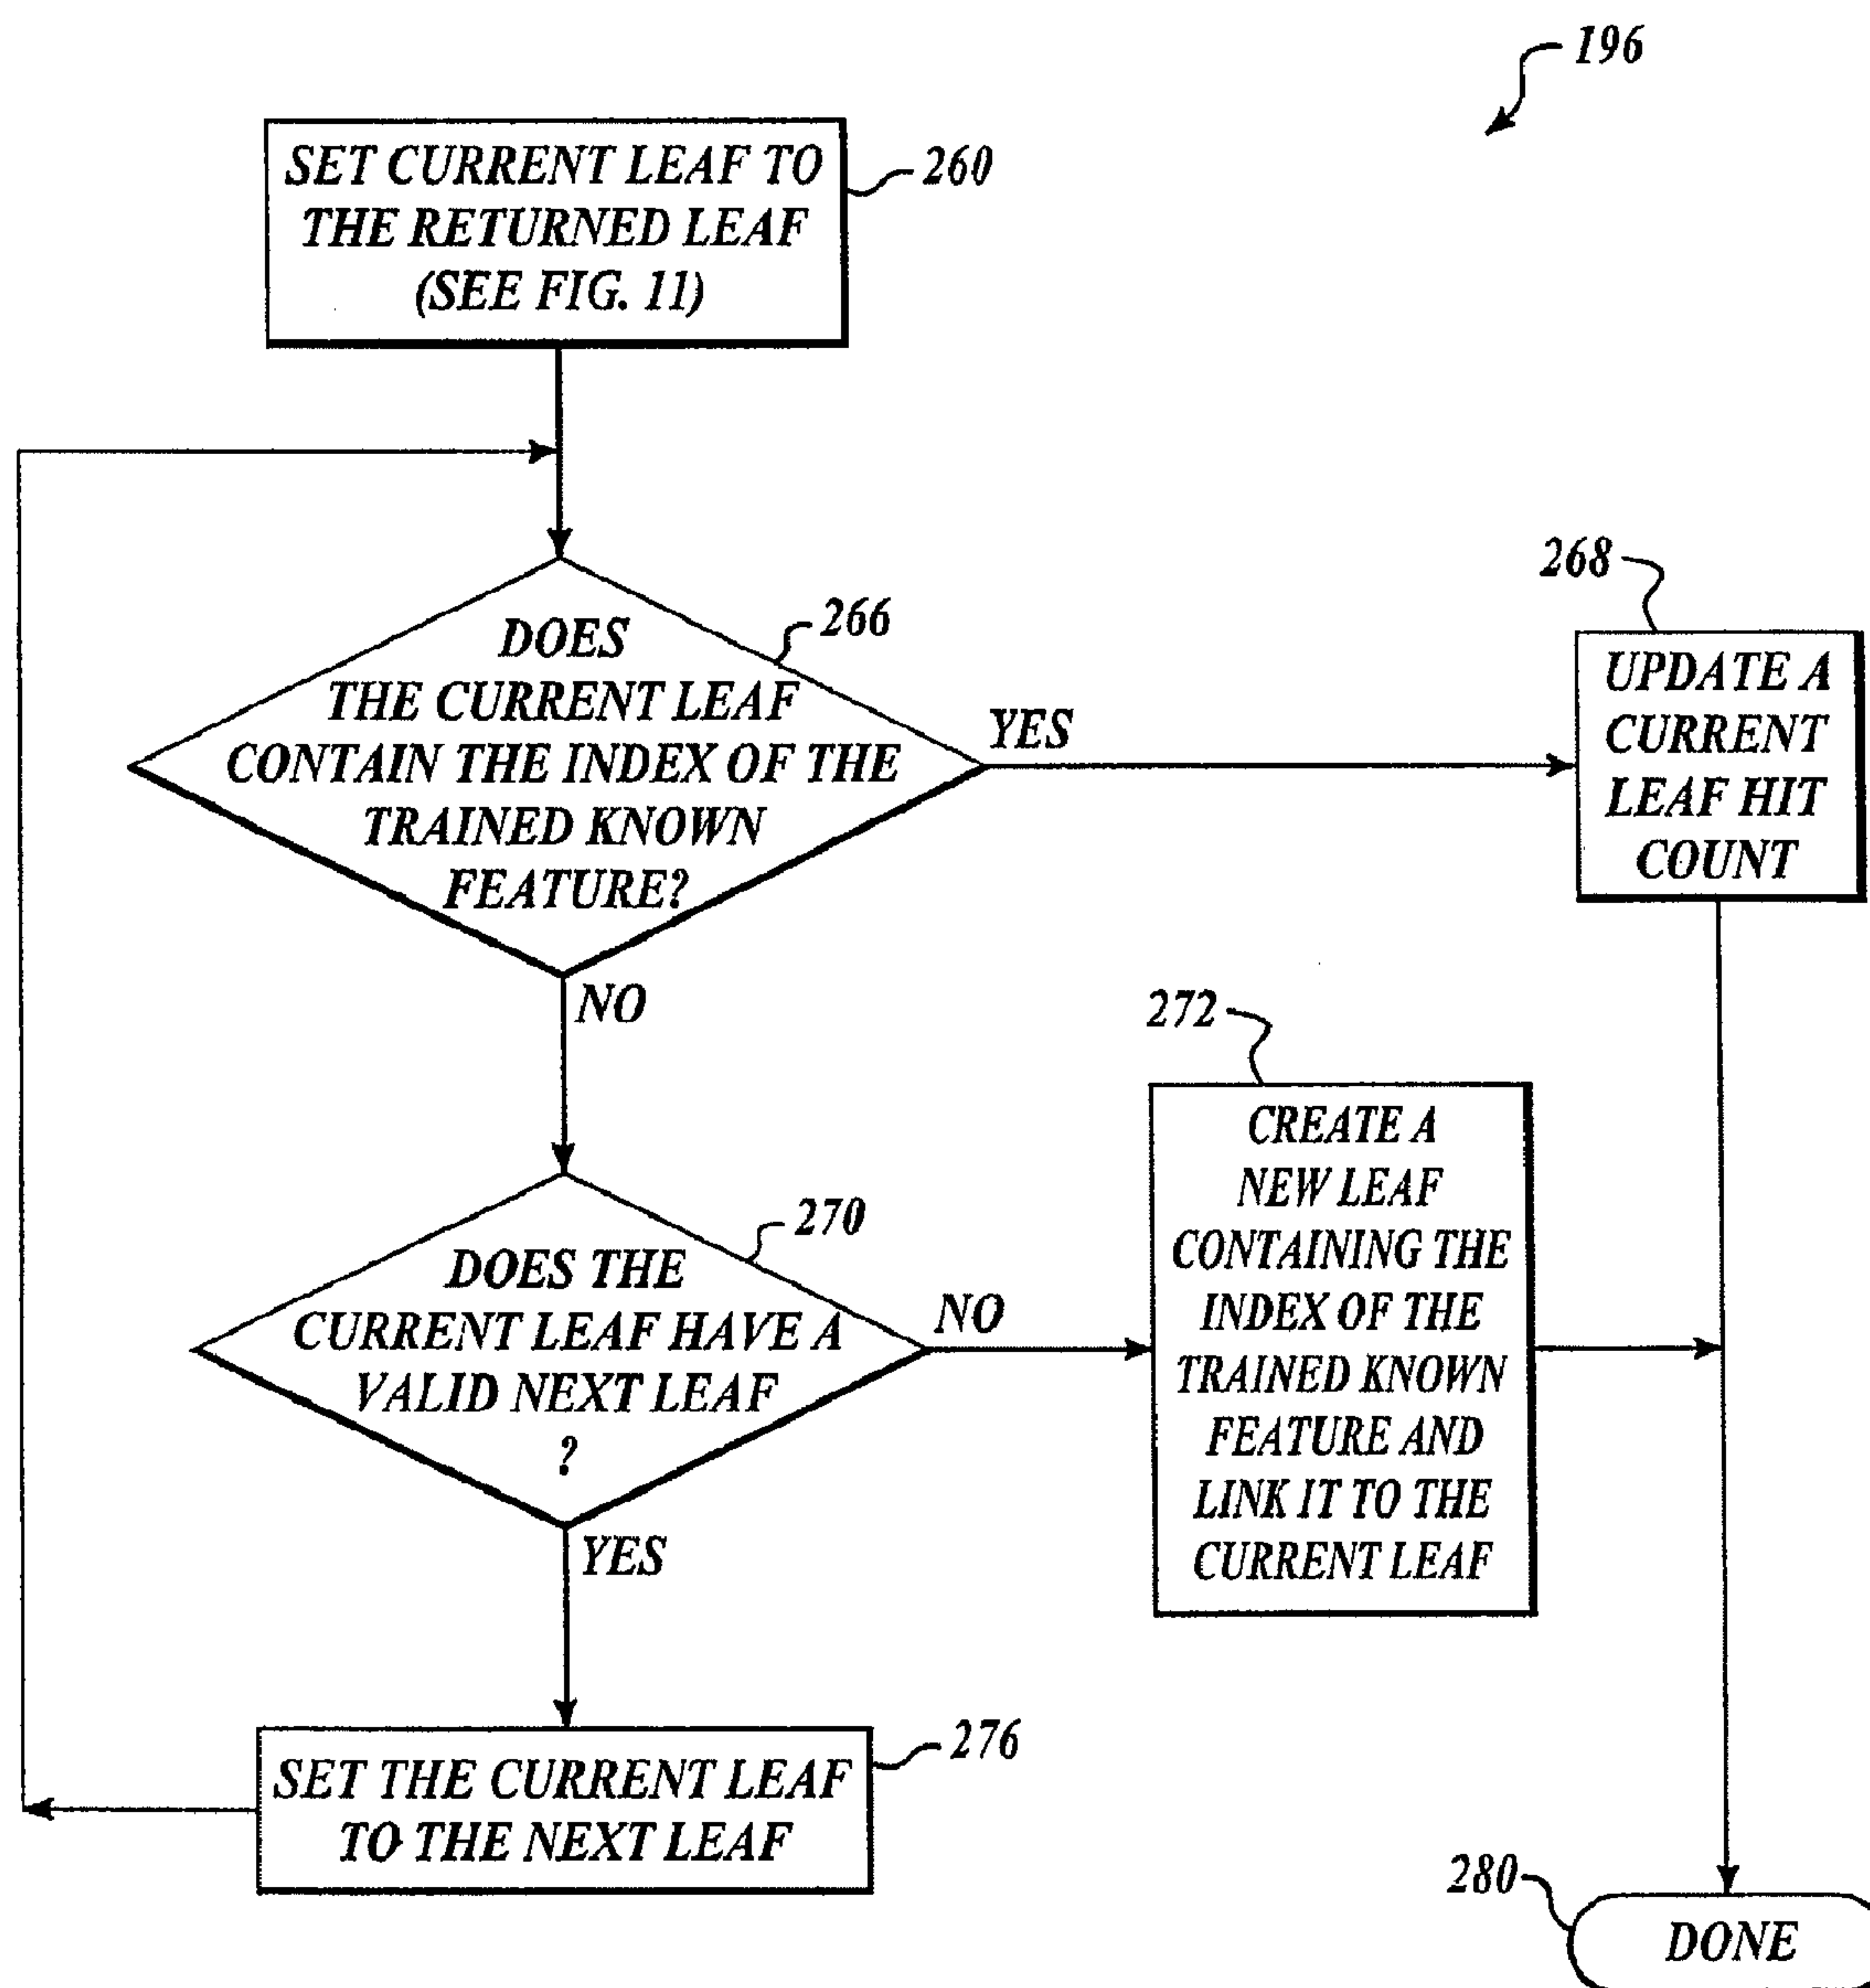 196
SET CURRENT LEAF TO
THE RETURNED LEAF
(SEE FIG. 11)
260
DOES
THE CURRENT LEAF
CONTAIN THE INDEX OF THE
TRAINED KNOWN
FEATURE?
266
YES
268
UPDATE A
CURRENT
LEAF HIT
COUNT
NO
DOES THE
CURRENT LEAF HAVE A
VALID NEXT LEAF
?
270
NO
272
CREATE A
NEW LEAF
CONTAINING THE
INDEX OF THE
TRAINED KNOWN
FEATURE AND
LINK IT TO THE
CURRENT LEAF
YES
SET THE CURRENT LEAF
TO THE NEXT LEAF
276
280
DONE